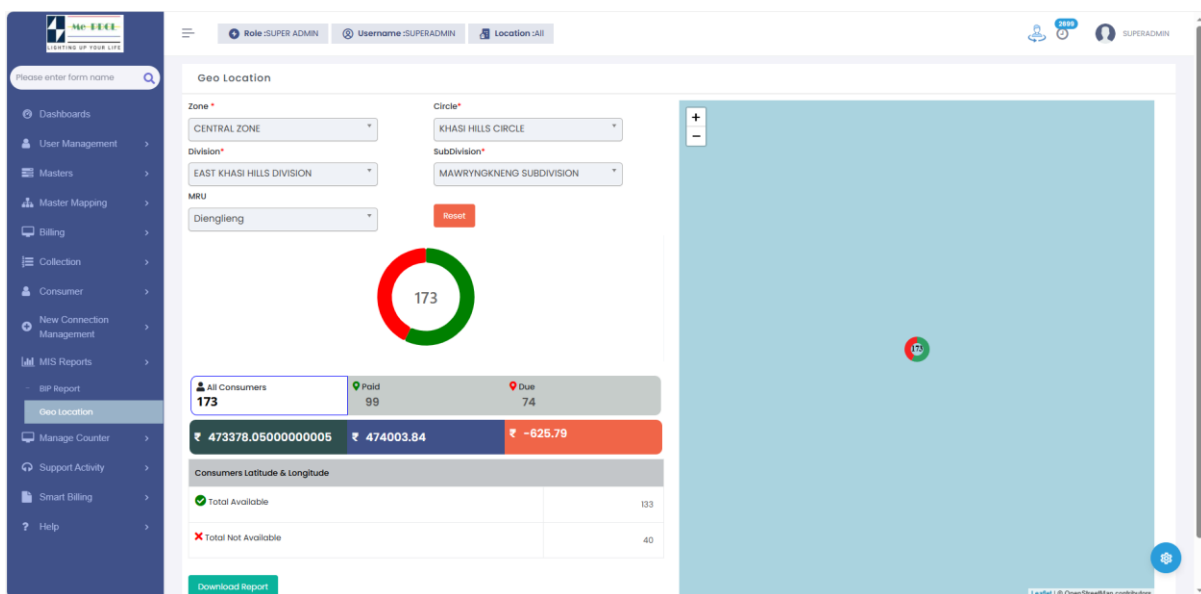 Me-PDCL
LIGHTING UP YOUR LIFE
Role :SUPER ADMIN
Username :SUPERADMIN
Location :All
2699
SUPERADMIN
Please enter form name
Dashboards
User Management
Masters
Master Mapping
Billing
Collection
Consumer
New Connection
Management
MIS Reports
BIP Report
Geo Location
Manage Counter
Support Activity
Smart Billing
Help
Geo Location
Zone * Circle*
CENTRAL ZONE KHASI HILLS CIRCLE
Division* SubDivision*
EAST KHASI HILLS DIVISION MAWRYNGKNENG SUBDIVISION
MRU
Dienglieng Reset
173
All Consumers Paid Due
173 99 74
₹ 473378.05000000005 ₹ 474003.84 ₹ -625.79
Consumers Latitude & Longitude
Total Available 133
Total Not Available 40
Download Report
+
−
173
Leaflet | © OpenStreetMap contributors